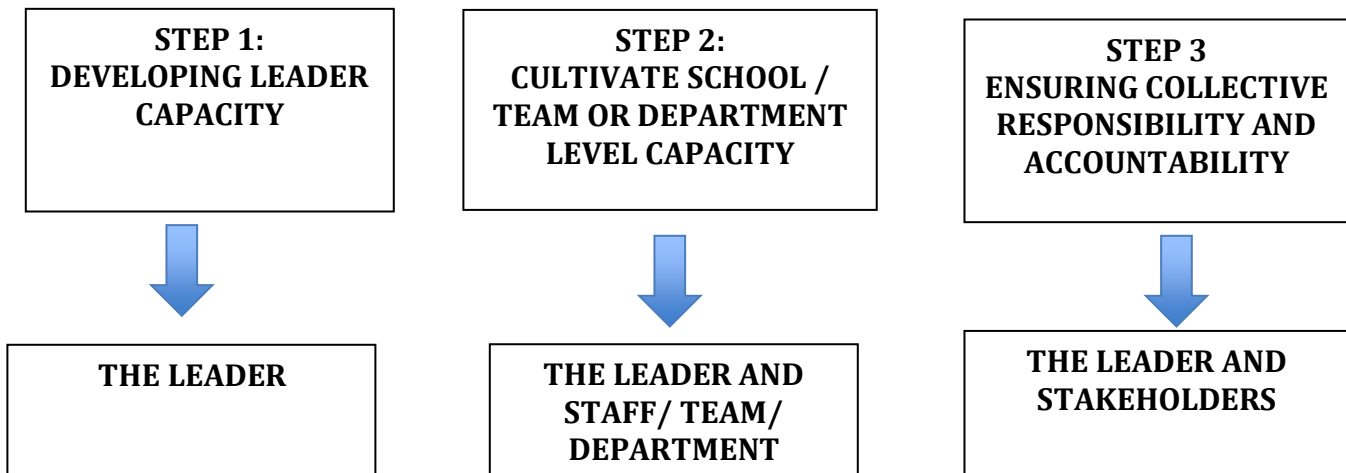 STEP 1:
DEVELOPING LEADER
CAPACITY
STEP 2:
CULTIVATE SCHOOL /
TEAM OR DEPARTMENT
LEVEL CAPACITY
STEP 3
ENSURING COLLECTIVE
RESPONSIBILITY AND
ACCOUNTABILITY
THE LEADER
THE LEADER AND
STAFF/ TEAM/
DEPARTMENT
THE LEADER AND
STAKEHOLDERS